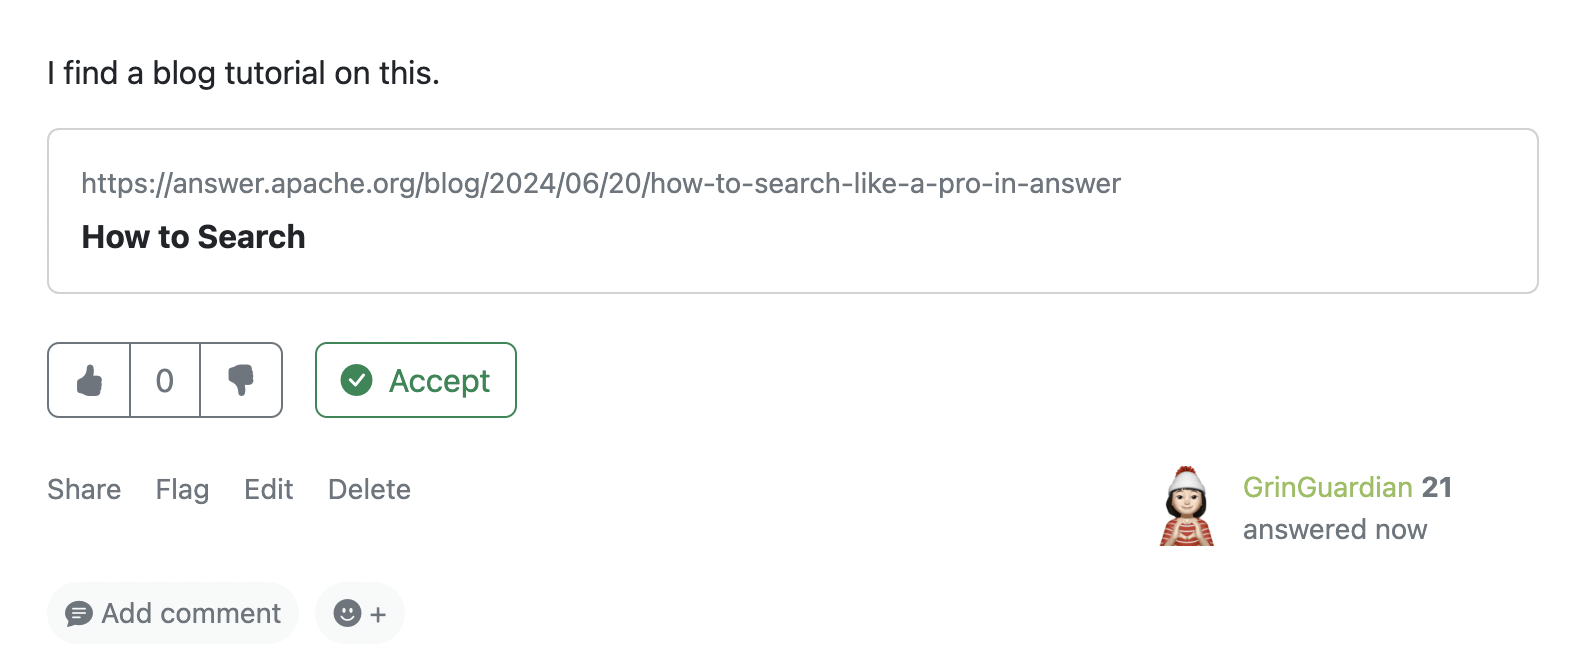 I find a blog tutorial on this.
https://answer.apache.org/blog/2024/06/20/how-to-search-like-a-pro-in-answer
How to Search
0
Accept
Share Flag Edit Delete
GrinGuardian 21
answered now
Add comment +